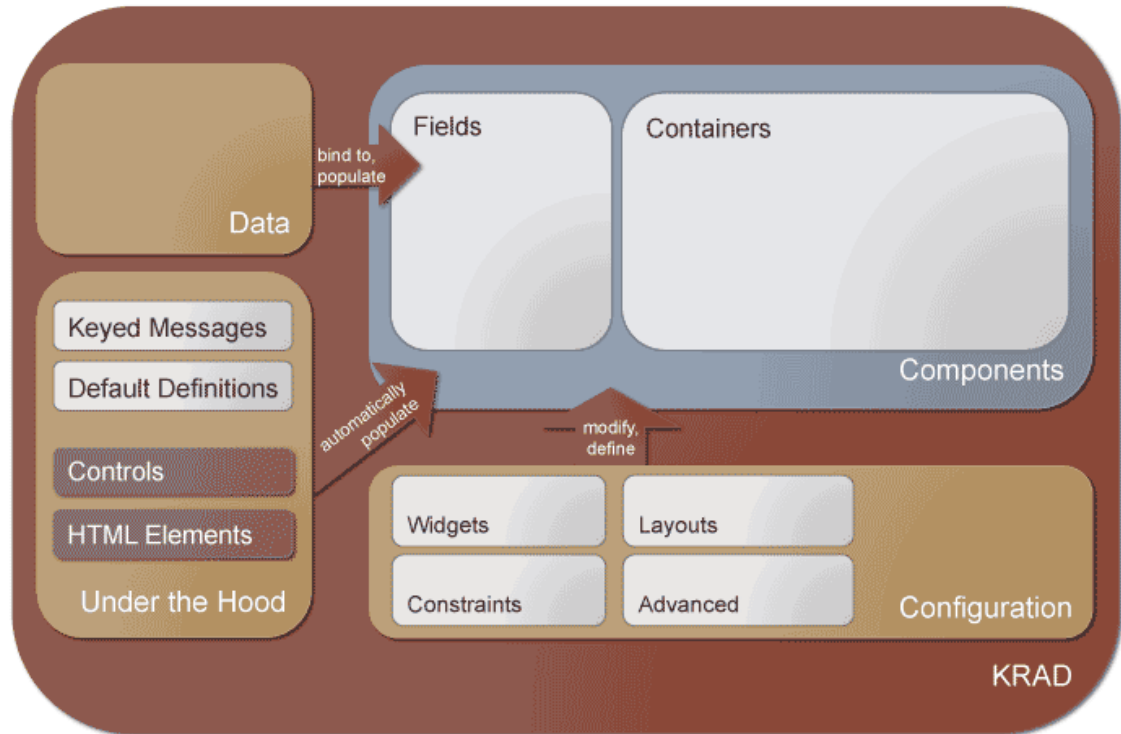 Data
bind to,
populate
Fields
Containers
Components
Keyed Messages
Default Definitions
Controls
HTML Elements
Under the Hood
automatically
populate
modify,
define
Widgets
Layouts
Constraints
Advanced
Configuration
KRAD